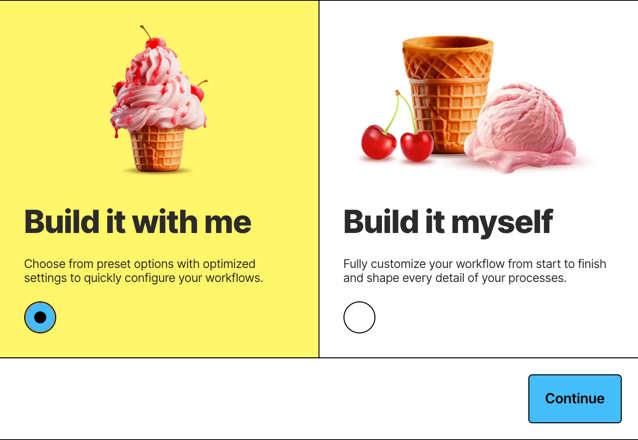 Build it with me
Choose from preset options with optimized
settings to quickly configure your workflows.
Build it myself
Fully customize your workflow from start to finish
and shape every detail of your processes.
Continue